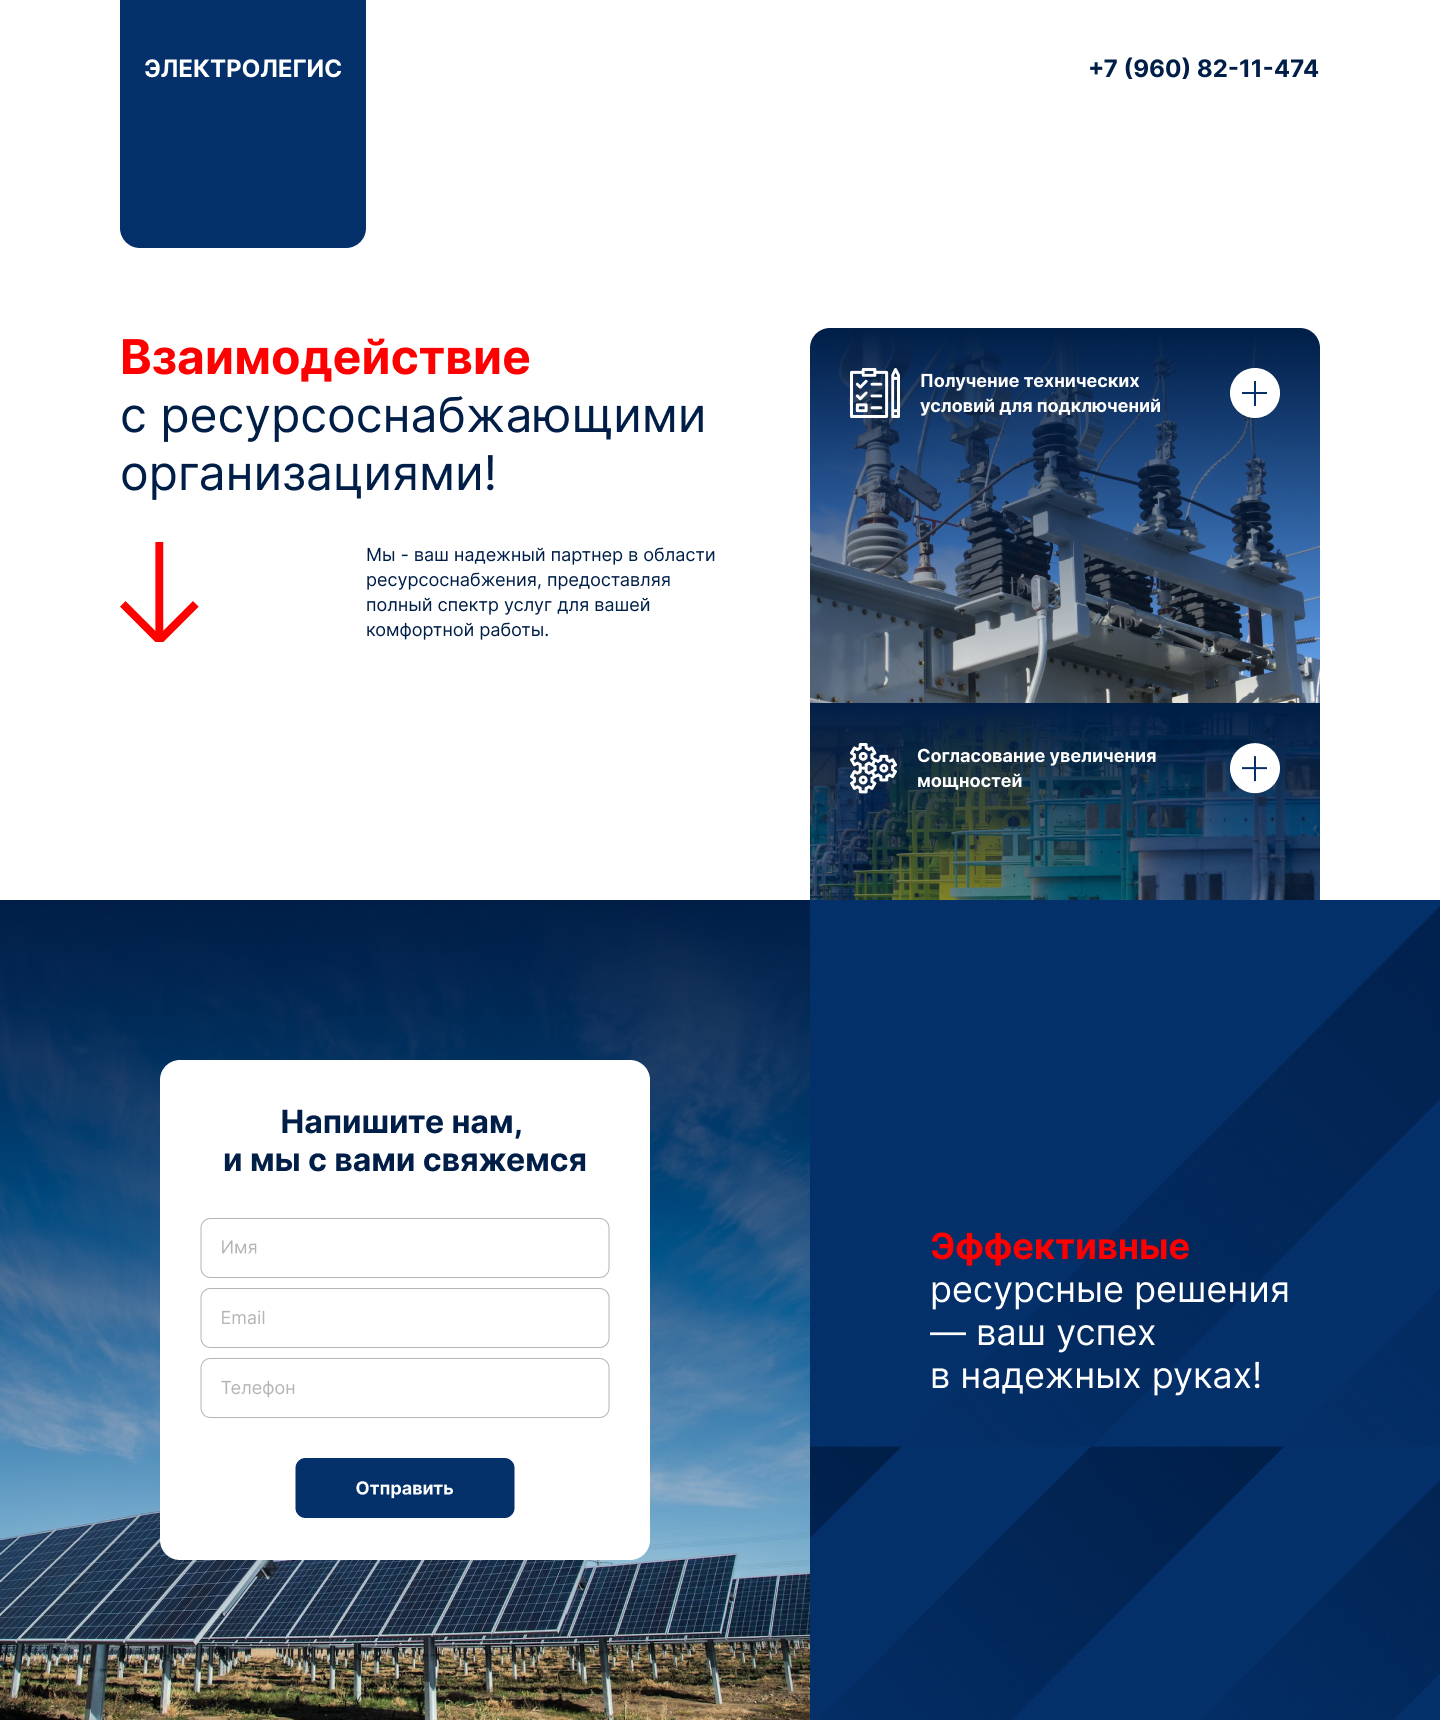 ЭЛЕКТРОЛЕГИС
+7 (960) 82-11-474
Взаимодействие
с ресурсоснабжающими
организациями!
Мы - ваш надежный партнер в области
ресурсоснабжения, предоставляя
полный спектр услуг для вашей
комфортной работы.
Получение технических
условий для подключений
Согласование увеличения
мощностей
Напишите нам,
и мы с вами свяжемся
Имя
Email
Телефон
Отправить
Эффективные
ресурсные решения
— ваш успех
в надежных руках!